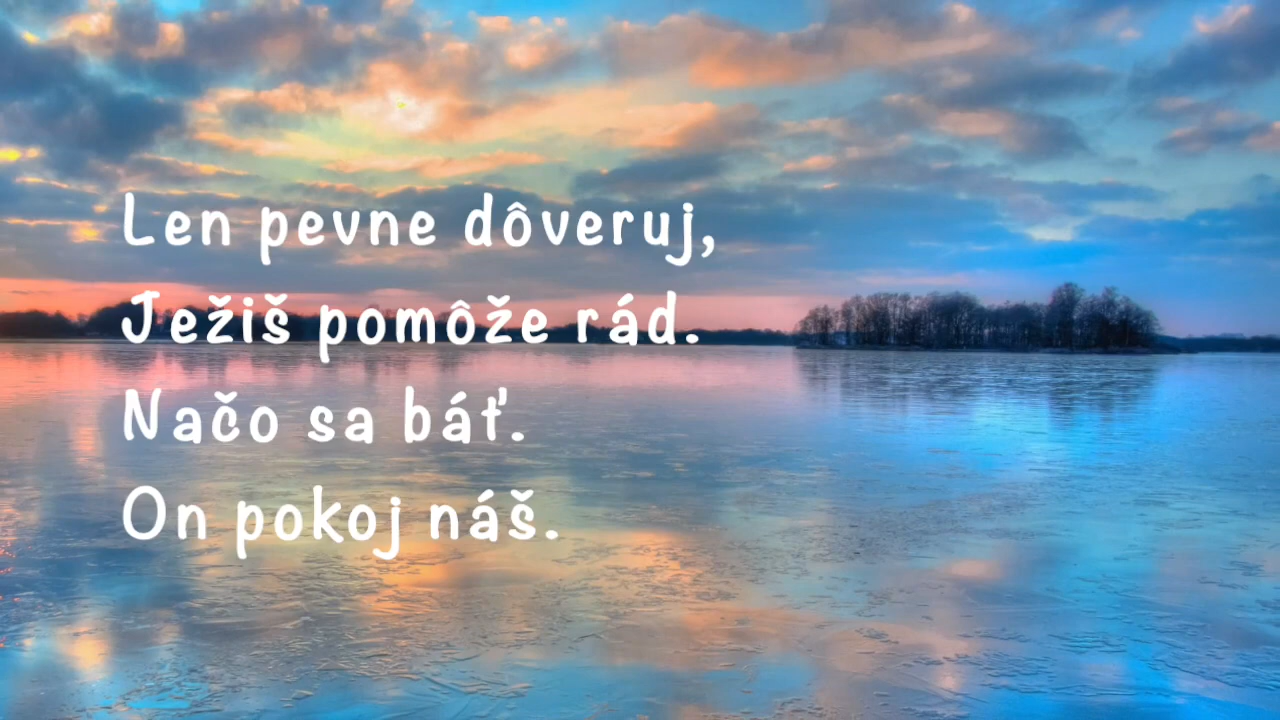 Len pevne dôveruj,
Ježiš pomôže rád.
Načo sa báť.
On pokoj náš.